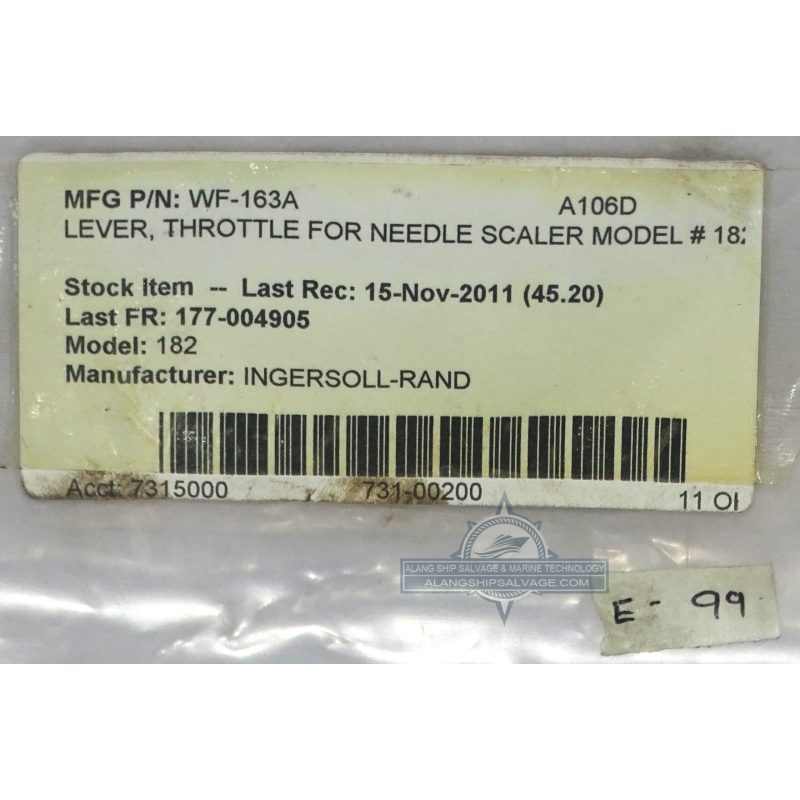 MFG P/N: WF-163A A106D
LEVER, THROTTLE FOR NEEDLE SCALER MODEL # 182
Stock Item -- Last Rec: 15-Nov-2011 (45.20)
Last FR: 177-004905
Model: 182
Manufacturer: INGERSOLL-RAND
Acct: 7315000 731-00200 11 OI
ALANG SHIP SALVAGE & MARINE TECHNOLOGY
ALANGSHIPSALVAGE.COM
E - 99